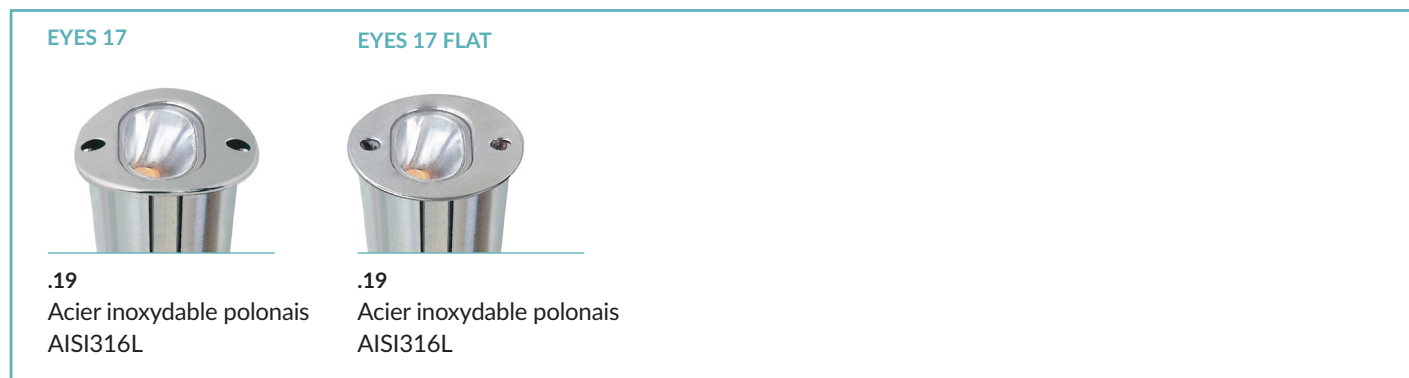 EYES 17
EYES 17 FLAT
.19
Acier inoxydable polonais
AISI316L
.19
Acier inoxydable polonais
AISI316L